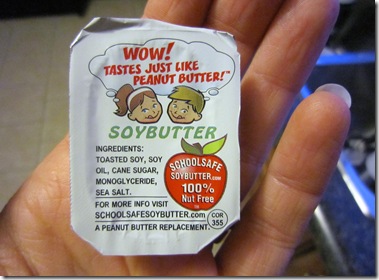 WOW!
TASTES JUST LIKE
PEANUT BUTTER!™
SOYBUTTER
INGREDIENTS:
TOASTED SOY, SOY
OIL, CANE SUGAR,
MONOGLYCERIDE,
SEA SALT.
SCHOOLSAFE
SOYBUTTER.com
100%
Nut Free
TM
FOR MORE INFO VISIT
SCHOOLSAFESOYBUTTER.com
COR
355
A PEANUT BUTTER REPLACEMENT.